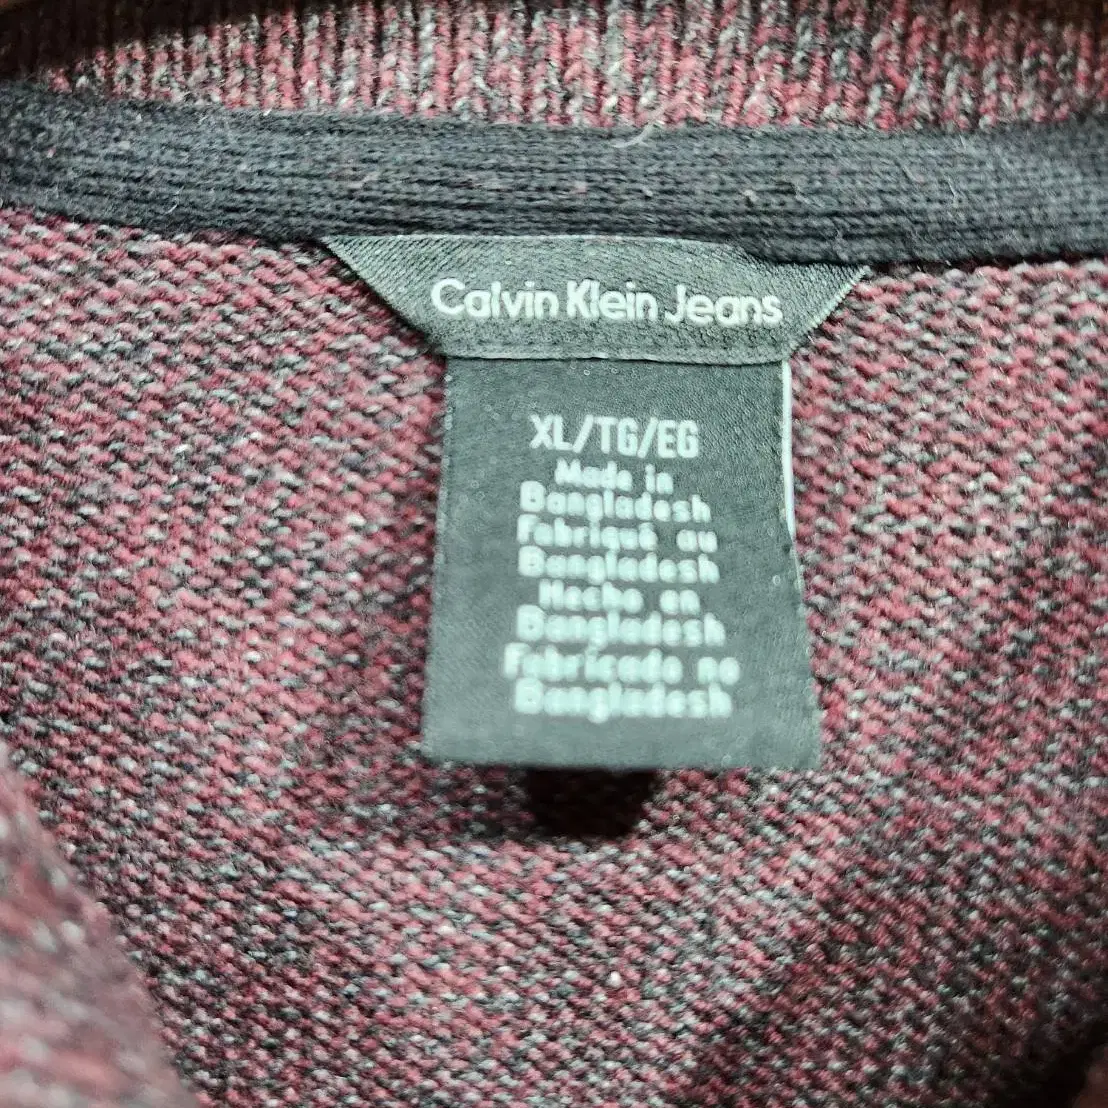 Calvin Klein Jeans
XL/TG/EG
Made in
Bangladesh
Fabriqué au
Bangladesh
Hecho en
Bangladesh
Fabricado no
Bangladesh